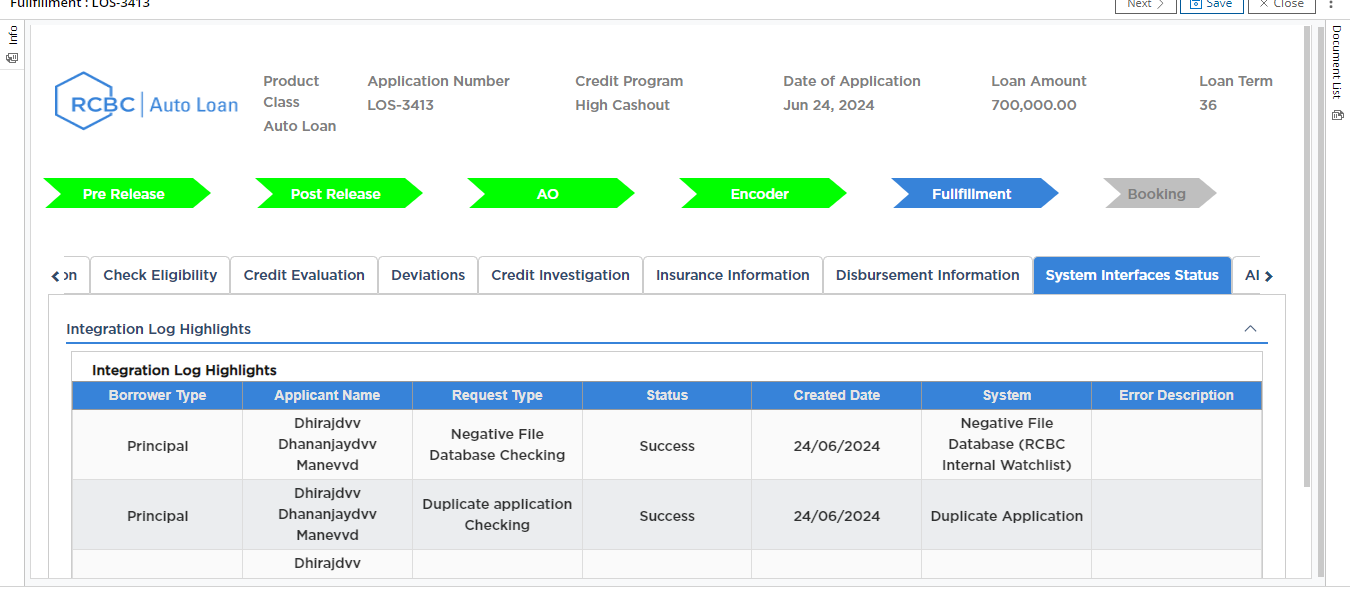 Fullfillment : LOS-3413
Next
Save
Close
Info
Document List
RCBC | Auto Loan
Product Class
Auto Loan
Application Number
LOS-3413
Credit Program
High Cashout
Date of Application
Jun 24, 2024
Loan Amount
700,000.00
Loan Term
36
Pre Release
Post Release
AO
Encoder
Fullfillment
Booking
on
Check Eligibility
Credit Evaluation
Deviations
Credit Investigation
Insurance Information
Disbursement Information
System Interfaces Status
Integration Log Highlights
Integration Log Highlights
Borrower Type
Applicant Name
Request Type
Status
Created Date
System
Error Description
Principal
Dhirajdvv
Dhananjaydvv
Manevvd
Negative File
Database Checking
Success
24/06/2024
Negative File
Database (RCBC
Internal Watchlist)
Principal
Dhirajdvv
Dhananjaydvv
Manevvd
Duplicate application
Checking
Success
24/06/2024
Duplicate Application
Dhirajdvv